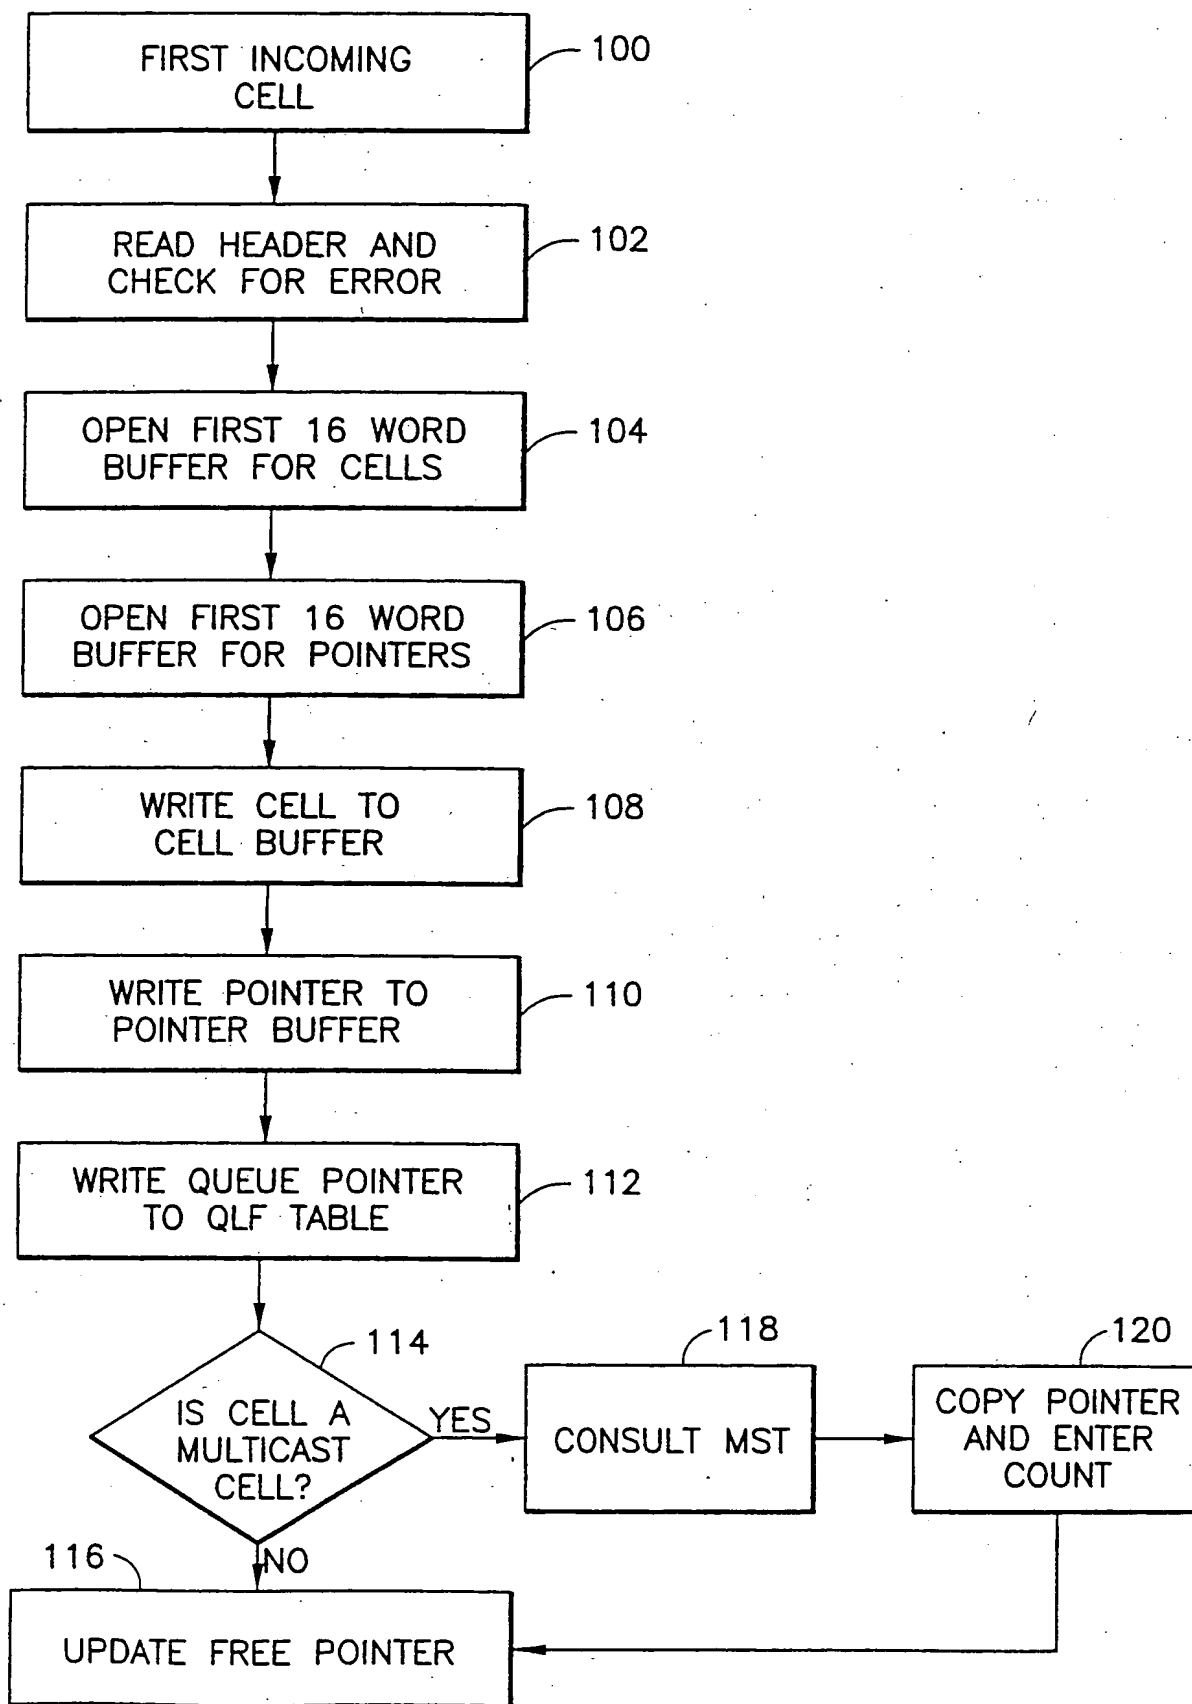 FIRST INCOMING
CELL
100
READ HEADER AND
CHECK FOR ERROR
102
OPEN FIRST 16 WORD
BUFFER FOR CELLS
104
OPEN FIRST 16 WORD
BUFFER FOR POINTERS
106
WRITE CELL TO
CELL BUFFER
108
WRITE POINTER TO
POINTER BUFFER
110
WRITE QUEUE POINTER
TO QLF TABLE
112
IS CELL A
MULTICAST
CELL?
114
YES
CONSULT MST
118
COPY POINTER
AND ENTER
COUNT
120
NO
116
UPDATE FREE POINTER